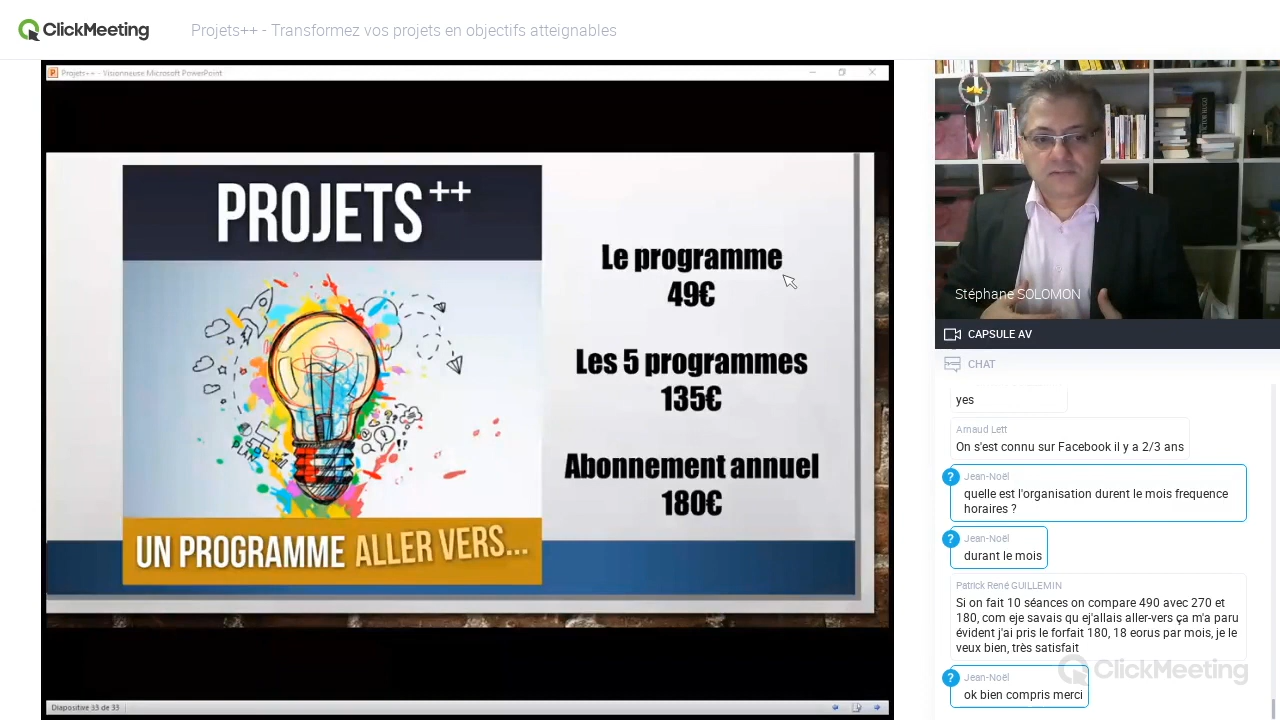 ClickMeeting
Projets++ - Transformez vos projets en objectifs atteignables
Projets++ - Visionneuse Microsoft PowerPoint
PROJETS++
Le programme
49€
Les 5 programmes
135€
Abonnement annuel
180€
PLAN
UN PROGRAMME ALLER VERS...
Diapositive 33 de 33
Stéphane SOLOMON
CAPSULE AV
CHAT
yes
Arnaud Lett
On s'est connu sur Facebook il y a 2/3 ans
?
Jean-Noël
quelle est l'organisation durent le mois frequence
horaires ?
?
Jean-Noël
durant le mois
Patrick René GUILLEMIN
Si on fait 10 séances on compare 490 avec 270 et
180, com eje savais qu ej'allais aller-vers ça m'a paru
évident j'ai pris le forfait 180, 18 eorus par mois, je le
veux bien, très satisfait
ClickMeeting
?
Jean-Noël
ok bien compris merci